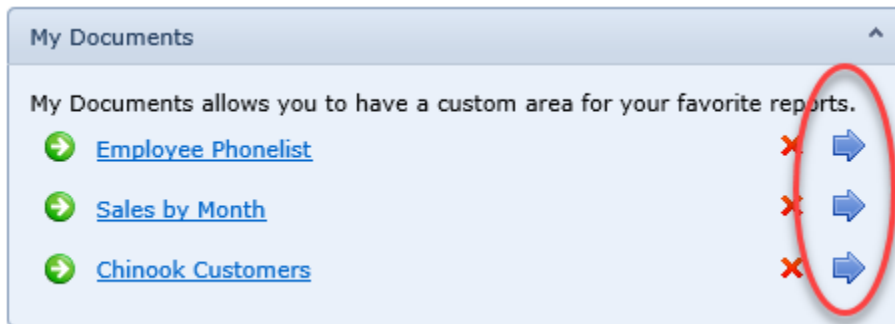 My Documents
My Documents allows you to have a custom area for your favorite reports.
Employee Phonelist
Sales by Month
Chinook Customers